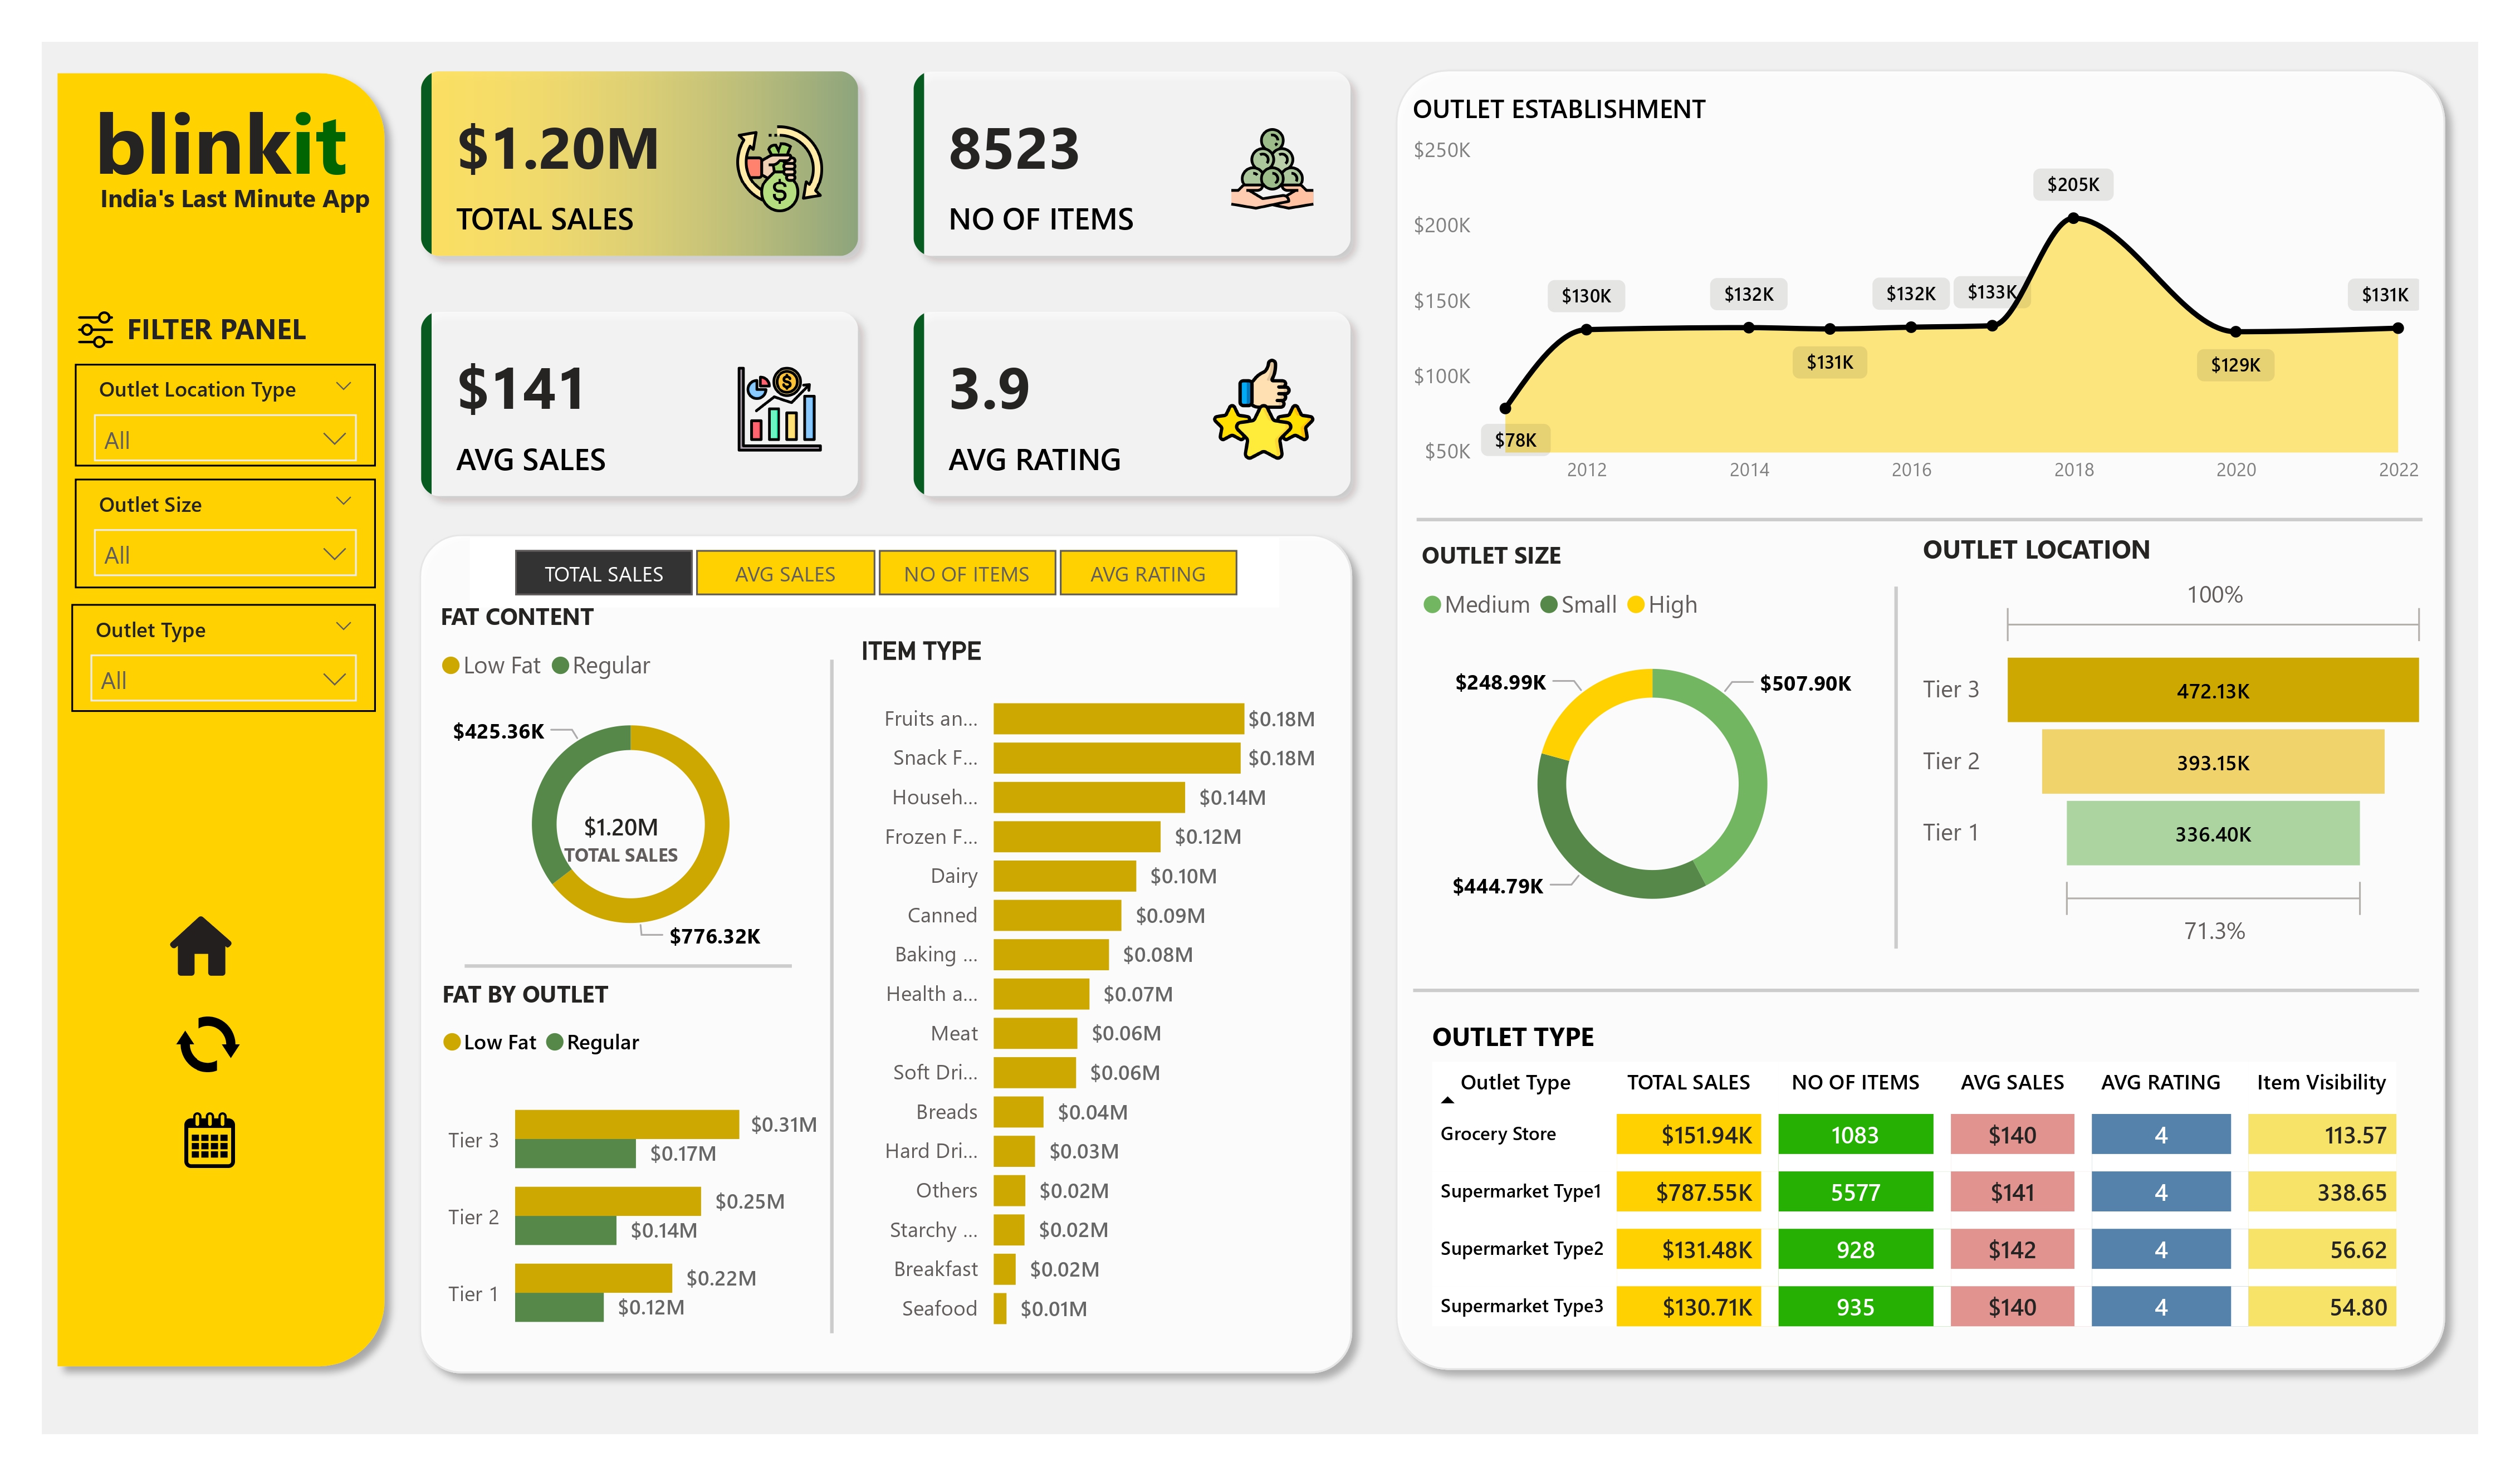 blinkit
India's Last Minute App
FILTER PANEL
Outlet Location Type
All
Outlet Size
All
Outlet Type
All
$1.20M
TOTAL SALES
8523
NO OF ITEMS
$141
AVG SALES
3.9
AVG RATING
TOTAL SALES AVG SALES NO OF ITEMS AVG RATING
FAT CONTENT
Low Fat Regular
$425.36K
$1.20M
TOTAL SALES
$776.32K
FAT BY OUTLET
Low Fat Regular
Tier 3 $0.31M
$0.17M
Tier 2 $0.25M
$0.14M
Tier 1 $0.22M
$0.12M
ITEM TYPE
Fruits an... $0.18M
Snack F... $0.18M
Househ... $0.14M
Frozen F... $0.12M
Dairy $0.10M
Canned $0.09M
Baking ... $0.08M
Health a... $0.07M
Meat $0.06M
Soft Dri... $0.06M
Breads $0.04M
Hard Dri... $0.03M
Others $0.02M
Starchy ... $0.02M
Breakfast $0.02M
Seafood $0.01M
OUTLET ESTABLISHMENT
$250K
$200K
$150K
$100K
$50K
$78K $130K $132K $131K $132K $133K $205K $129K $131K
2012 2014 2016 2018 2020 2022
OUTLET SIZE
Medium Small High
$248.99K $507.90K
$444.79K
OUTLET LOCATION
100%
Tier 3 472.13K
Tier 2 393.15K
Tier 1 336.40K
71.3%
OUTLET TYPE
Outlet Type TOTAL SALES NO OF ITEMS AVG SALES AVG RATING Item Visibility
Grocery Store $151.94K 1083 $140 4 113.57
Supermarket Type1 $787.55K 5577 $141 4 338.65
Supermarket Type2 $131.48K 928 $142 4 56.62
Supermarket Type3 $130.71K 935 $140 4 54.80